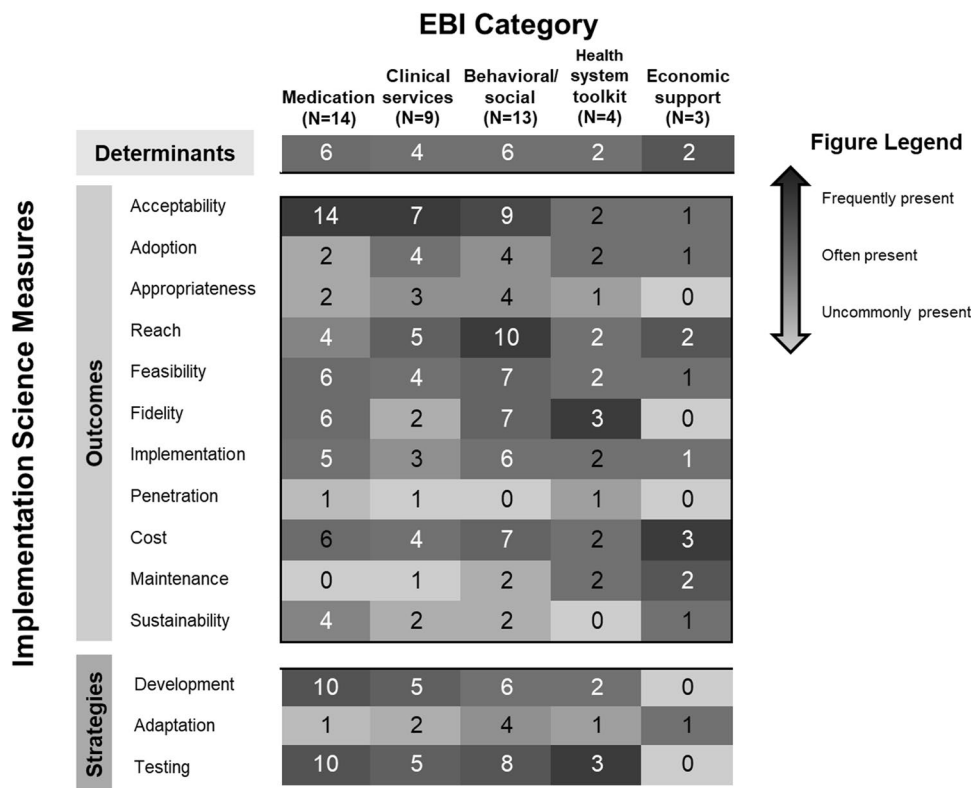 EBI Category
Medication
(N=14)
Clinical
services
(N=9)
Behavioral/
social
(N=13)
Health
system
toolkit
(N=4)
Economic
support
(N=3)
Implementation Science Measures
Determinants 6 4 6 2 2
Outcomes
Acceptability 14 7 9 2 1
Adoption 2 4 4 2 1
Appropriateness 2 3 4 1 0
Reach 4 5 10 2 2
Feasibility 6 4 7 2 1
Fidelity 6 2 7 3 0
Implementation 5 3 6 2 1
Penetration 1 1 0 1 0
Cost 6 4 7 2 3
Maintenance 0 1 2 2 2
Sustainability 4 2 2 0 1
Strategies
Development 10 5 6 2 0
Adaptation 1 2 4 1 1
Testing 10 5 8 3 0
Figure Legend
Frequently present
Often present
Uncommonly present